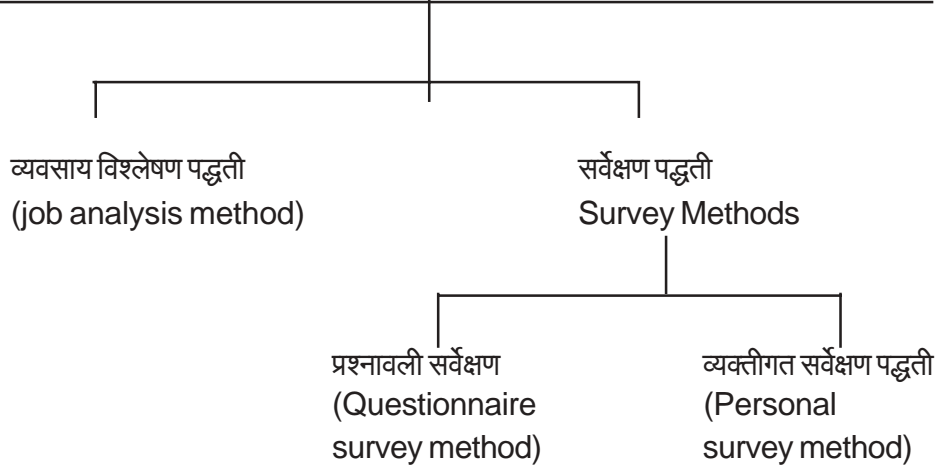 व्यवसाय विश्लेषण पद्धती
(job analysis method)
सर्वेक्षण पद्धती
Survey Methods
प्रश्नावली सर्वेक्षण
(Questionnaire
survey method)
व्यक्तीगत सर्वेक्षण पद्धती
(Personal
survey method)